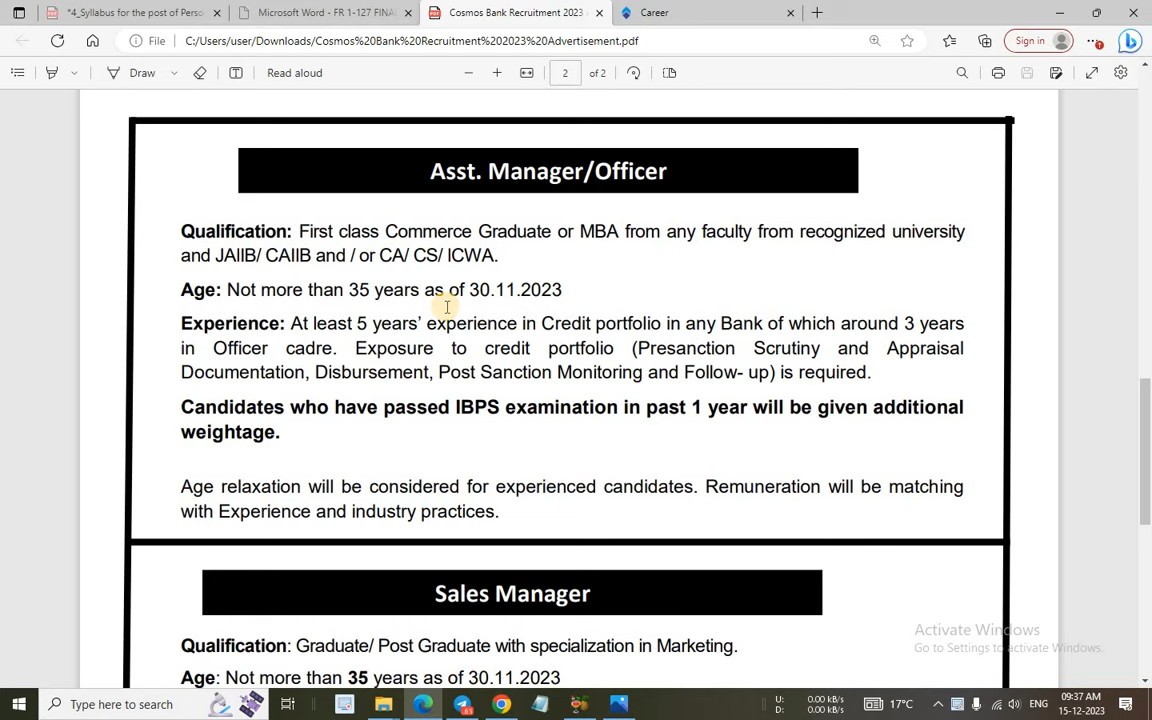 *4_Syllabus for the post of Perso
Microsoft Word - FR 1-127 FINA
Cosmos Bank Recruitment 2023
Career
File
C:/Users/user/Downloads/Cosmos%20Bank%20Recruitment%202023%20Advertisement.pdf
Sign in
Draw
Read aloud
2
of 2
Asst. Manager/Officer
Qualification: First class Commerce Graduate or MBA from any faculty from recognized university
and JAIIB/ CAIIB and / or CA/ CS/ ICWA.
Age: Not more than 35 years as of 30.11.2023
Experience: At least 5 years' experience in Credit portfolio in any Bank of which around 3 years
in Officer cadre. Exposure to credit portfolio (Presanction Scrutiny and Appraisal
Documentation, Disbursement, Post Sanction Monitoring and Follow- up) is required.
Candidates who have passed IBPS examination in past 1 year will be given additional
weightage.
Age relaxation will be considered for experienced candidates. Remuneration will be matching
with Experience and industry practices.
Sales Manager
Qualification: Graduate/ Post Graduate with specialization in Marketing.
Age: Not more than 35 years as of 30.11.2023
Activate Windows
Go to Settings to activate Windows.
Type here to search
U: 0.00 kB/s
D: 0.00 kB/s
17°C
ENG
09:37 AM
15-12-2023